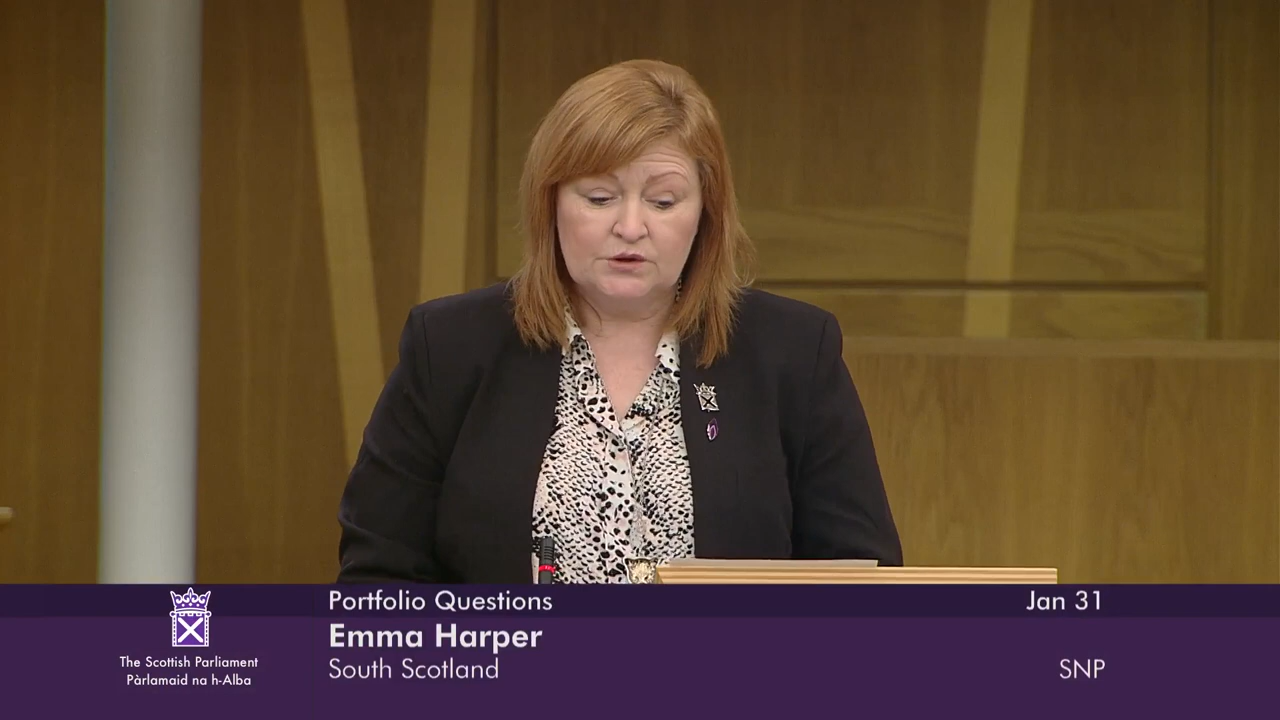 Portfolio Questions
Jan 31
Emma Harper
South Scotland
SNP
The Scottish Parliament
Pàrlamaid na h-Alba